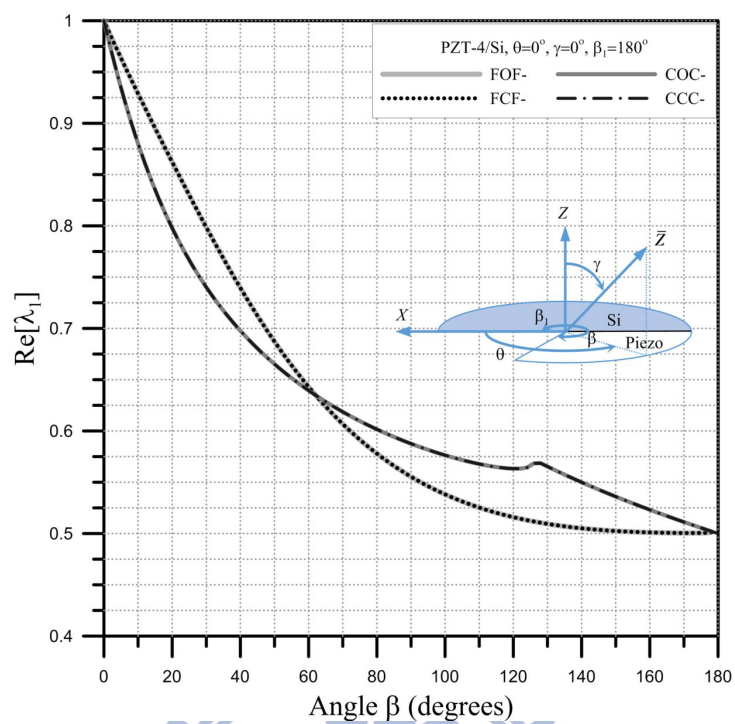 PZT-4/Si, θ=0°, γ=0°, β₁=180°
FOF- COC-
FCF- CCC-
1
0.9
0.8
0.7
0.6
0.5
0.4
Re[λ₁]
Z
Z̅
γ
X
β₁
Si
β
Piezo
θ
0 20 40 60 80 100 120 140 160 180
Angle β (degrees)